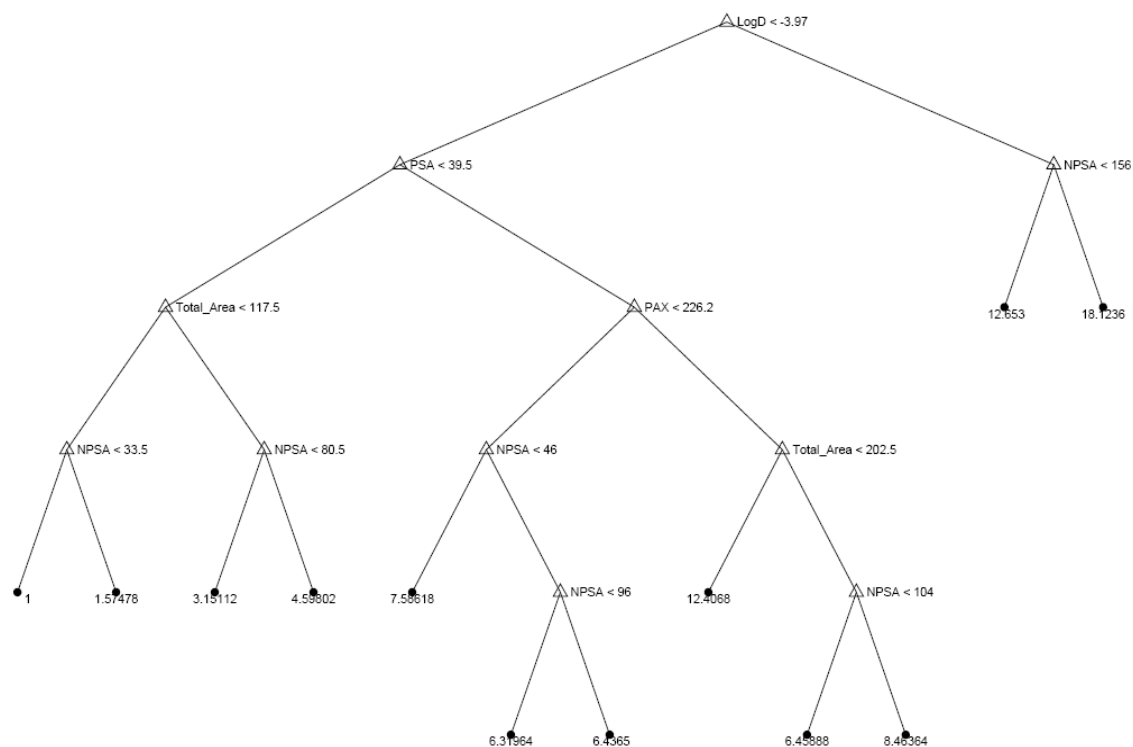 LogD < -3.97
PSA < 39.5
NPSA < 156
Total_Area < 117.5
PAX < 226.2
12.653
18.1236
NPSA < 33.5
NPSA < 80.5
NPSA < 46
Total_Area < 202.5
1
1.57478
3.15112
4.59802
7.58618
NPSA < 96
12.4068
NPSA < 104
6.31964
6.4365
6.45888
8.46364